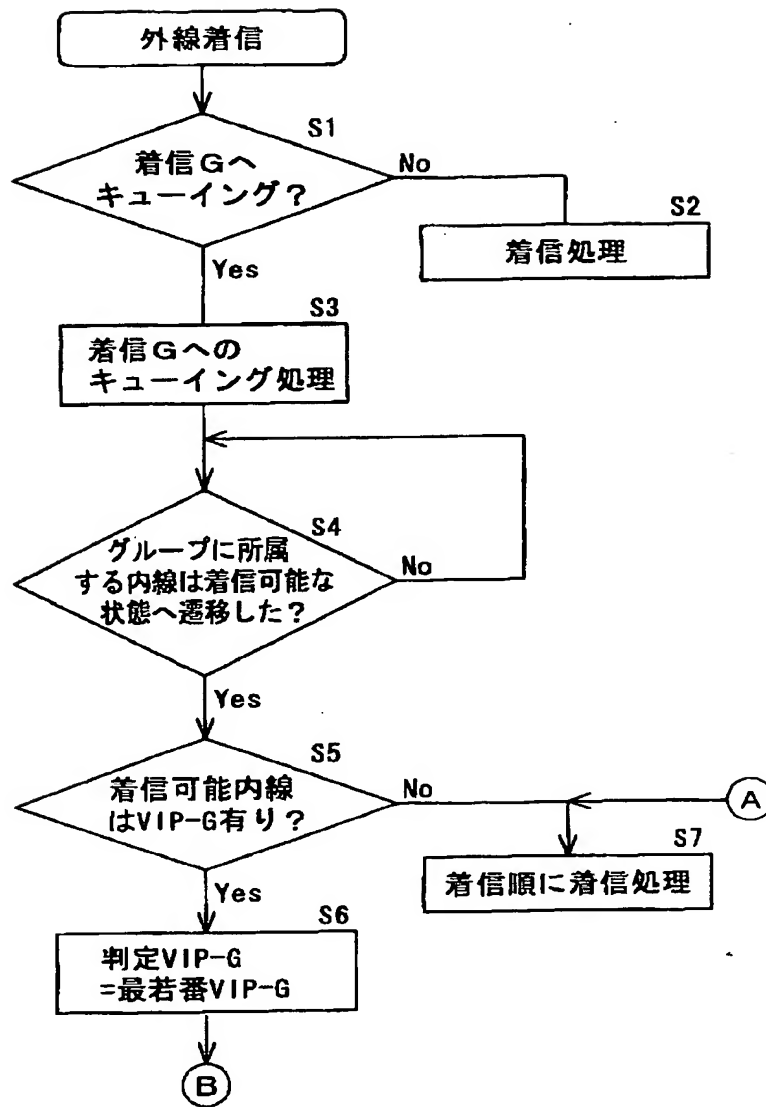 外線着信
S1
着信Gへ
キューイング?
No
S2
着信処理
Yes
S3
着信Gへの
キューイング処理
S4
グループに所属
する内線は着信可能な
状態へ遷移した?
No
Yes
S5
着信可能内線
はVIP-G有り?
No
A
S7
着信順に着信処理
Yes
S6
判定VIP-G
=最若番VIP-G
B